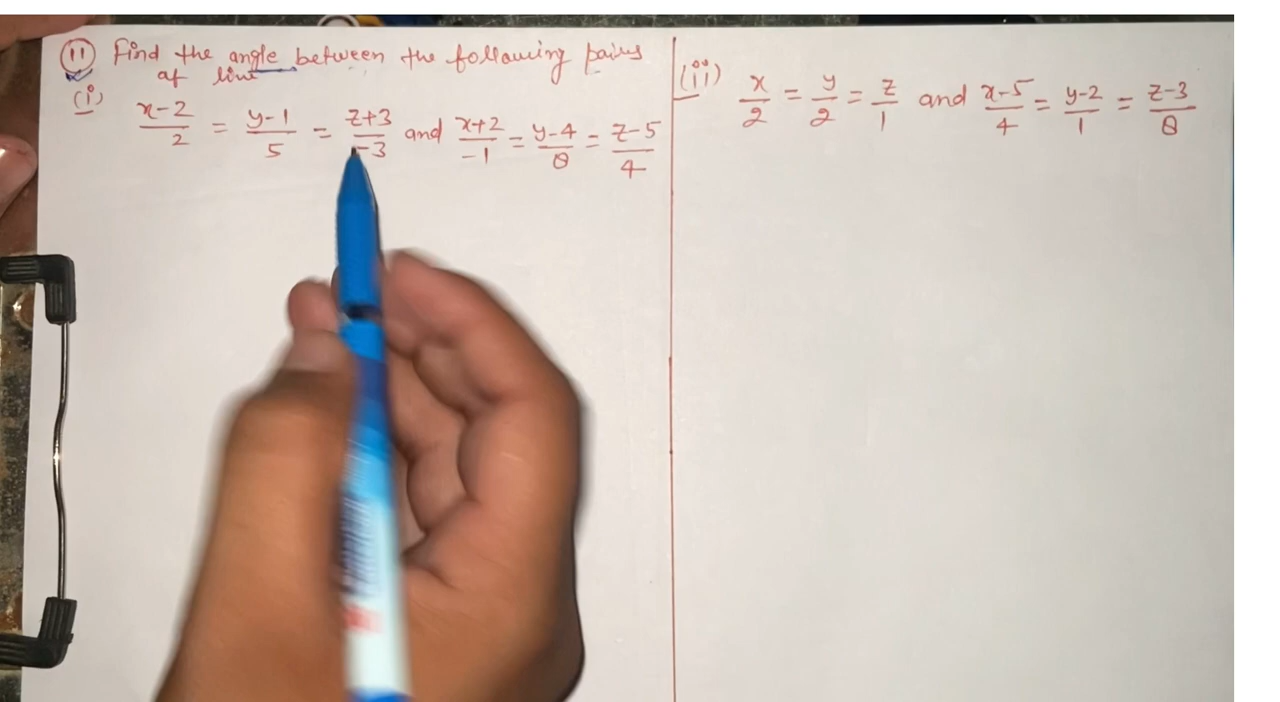 (11) Find the angle between the following pairs
of line
(i) x-2/2 = y-1/5 = z+3/-3 and x+2/-1 = y-4/8 = z-5/4
(ii) x/2 = y/2 = z/1 and x-5/4 = y-2/1 = z-3/8